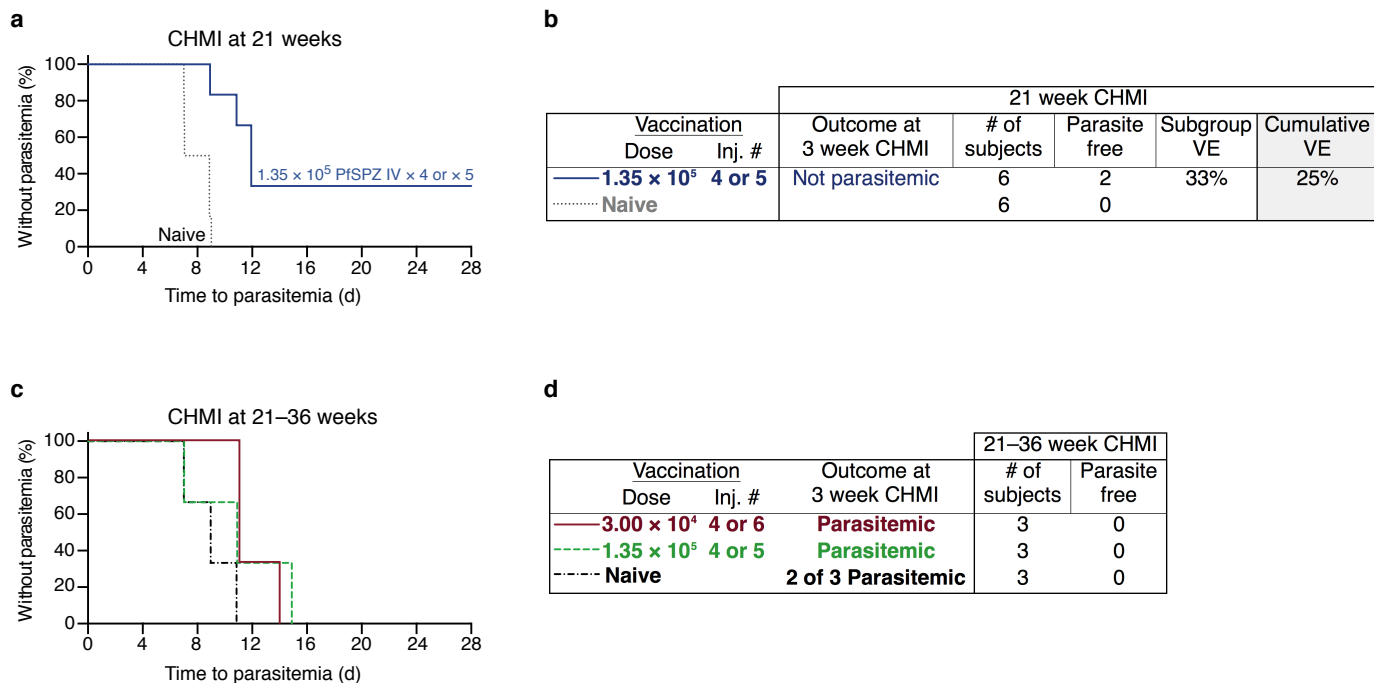 a
CHMI at 21 weeks
Without parasitemia (%)
100
80
60
40
20
0
1.35 × 10⁵ PfSPZ IV × 4 or × 5
Naive
0 4 8 12 16 20 24 28
Time to parasitemia (d)
b
21 week CHMI
Vaccination Outcome at # of Parasite Subgroup Cumulative
Dose Inj. # 3 week CHMI subjects free VE VE
1.35 × 10⁵ 4 or 5 Not parasitemic 6 2 33% 25%
Naive 6 0
c
CHMI at 21–36 weeks
Without parasitemia (%)
100
80
60
40
20
0
0 4 8 12 16 20 24 28
Time to parasitemia (d)
d
21–36 week CHMI
Vaccination Outcome at # of Parasite
Dose Inj. # 3 week CHMI subjects free
3.00 × 10⁴ 4 or 6 Parasitemic 3 0
1.35 × 10⁵ 4 or 5 Parasitemic 3 0
Naive 2 of 3 Parasitemic 3 0